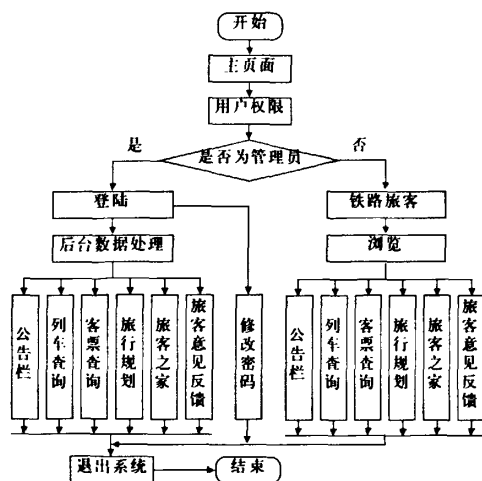 开始
主页面
用户权限
是否为管理员
是
否
登陆
铁路旅客
后台数据处理
浏览
公告栏
列车查询
客票查询
旅行规划
旅客之家
旅客意见反馈
修改密码
公告栏
列车查询
客票查询
旅行规划
旅客之家
旅客意见反馈
退出系统
结束